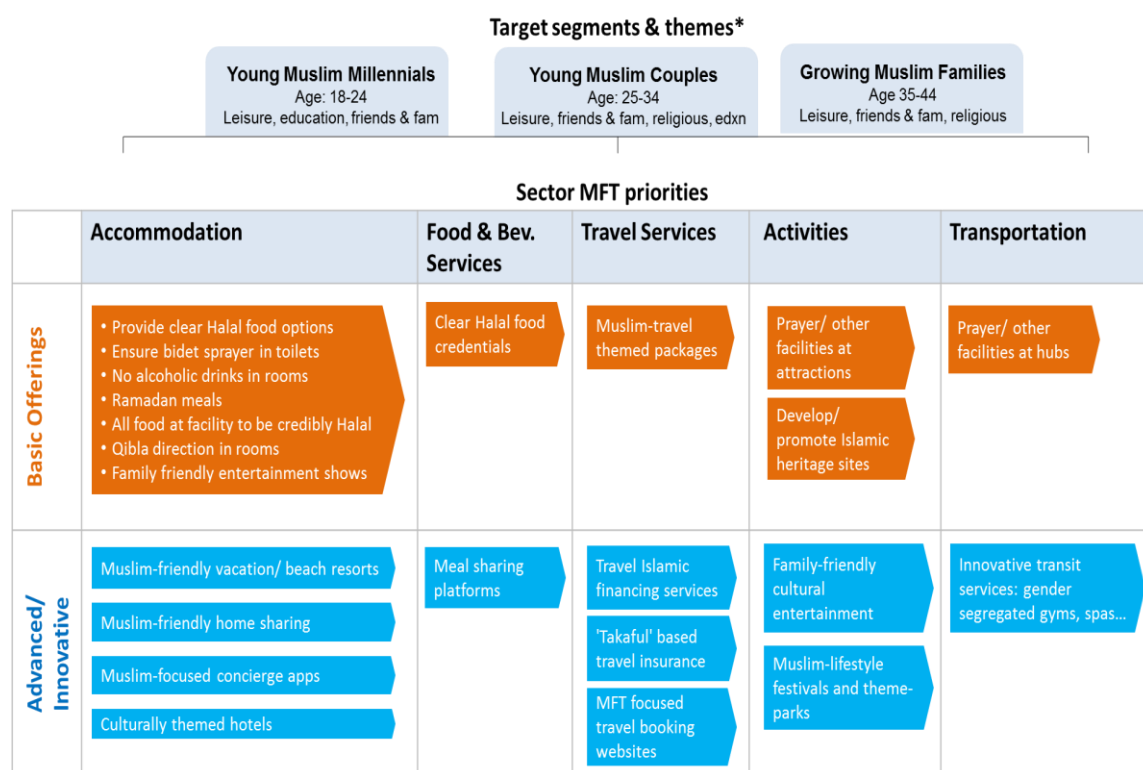 Target segments & themes*
Young Muslim Millennials
Age: 18-24
Leisure, education, friends & fam
Young Muslim Couples
Age: 25-34
Leisure, friends & fam, religious, edxn
Growing Muslim Families
Age 35-44
Leisure, friends & fam, religious
Sector MFT priorities
Accommodation
Food & Bev.
Services
Travel Services
Activities
Transportation
Basic Offerings
• Provide clear Halal food options
• Ensure bidet sprayer in toilets
• No alcoholic drinks in rooms
• Ramadan meals
• All food at facility to be credibly Halal
• Qibla direction in rooms
• Family friendly entertainment shows
Clear Halal food
credentials
Muslim-travel
themed packages
Prayer/ other
facilities at
attractions
Develop/
promote Islamic
heritage sites
Prayer/ other
facilities at hubs
Advanced/
Innovative
Muslim-friendly vacation/ beach resorts
Muslim-friendly home sharing
Muslim-focused concierge apps
Culturally themed hotels
Meal sharing
platforms
Travel Islamic
financing services
'Takaful' based
travel insurance
MFT focused
travel booking
websites
Family-friendly
cultural
entertainment
Muslim-lifestyle
festivals and theme-
parks
Innovative transit
services: gender
segregated gyms, spas…